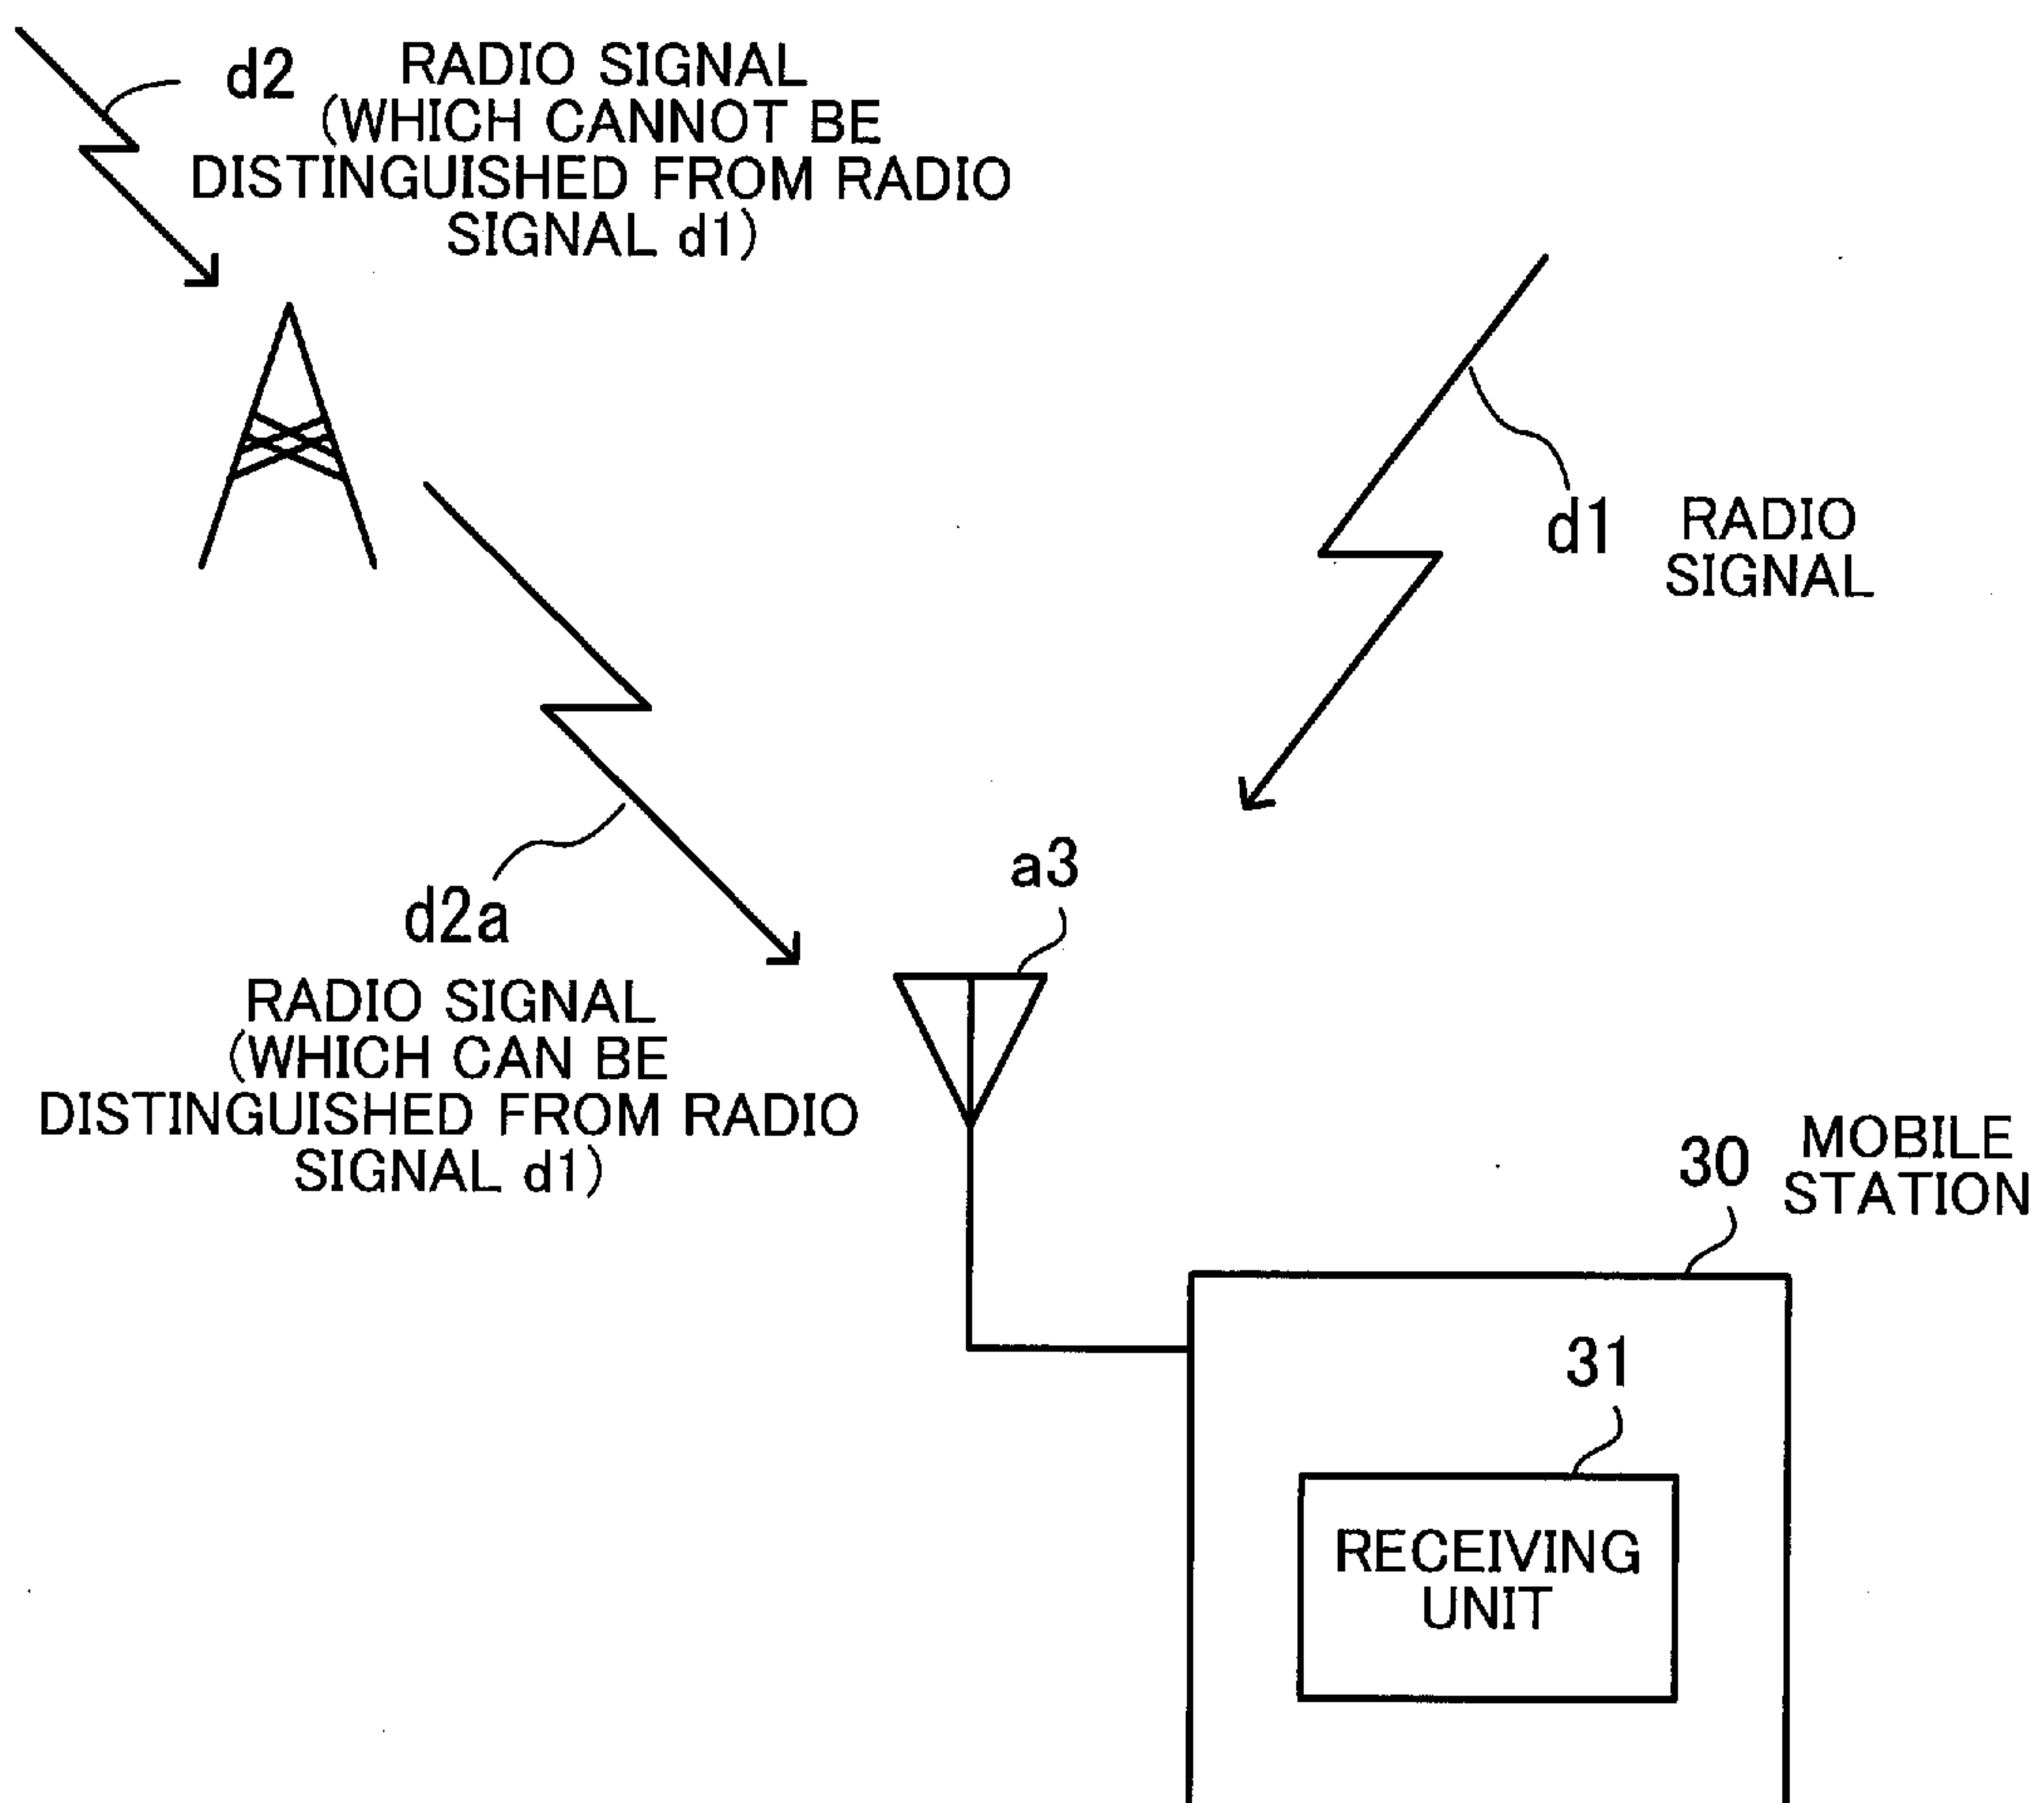 d2
RADIO SIGNAL
(WHICH CANNOT BE
DISTINGUISHED FROM RADIO
SIGNAL d1)
d1
RADIO
SIGNAL
a3
d2a
RADIO SIGNAL
(WHICH CAN BE
DISTINGUISHED FROM RADIO
SIGNAL d1)
30
MOBILE
STATION
31
RECEIVING
UNIT